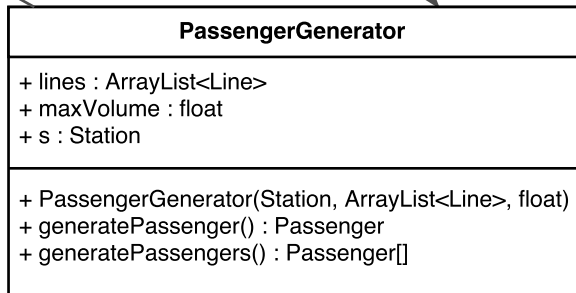 PassengerGenerator
+ lines : ArrayList<Line>
+ maxVolume : float
+ s : Station
+ PassengerGenerator(Station, ArrayList<Line>, float)
+ generatePassenger() : Passenger
+ generatePassengers() : Passenger[]